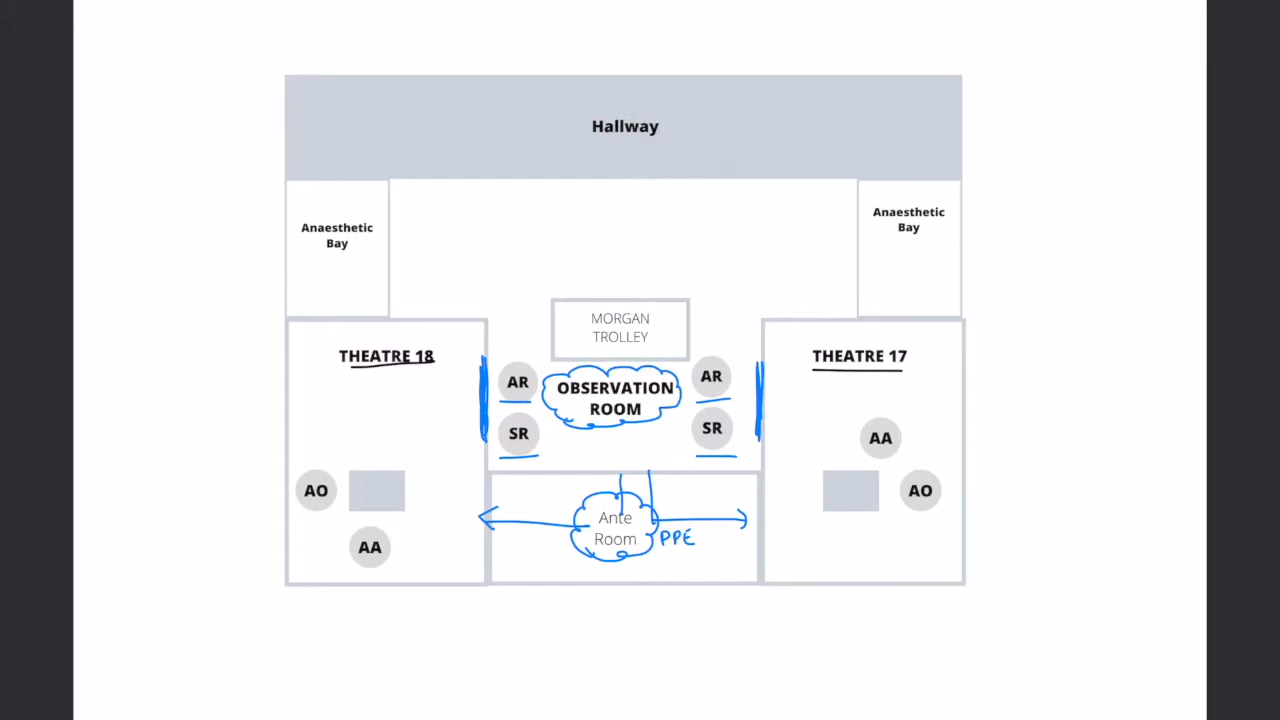 Hallway
Anaesthetic
Bay
Anaesthetic
Bay
MORGAN
TROLLEY
THEATRE 18
THEATRE 17
AR
OBSERVATION
ROOM
AR
SR
SR
AA
AO
AO
Ante
Room
PPE
AA